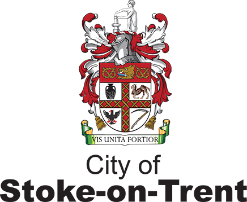 VIS UNITA FORTIOR
City of
Stoke-on-Trent